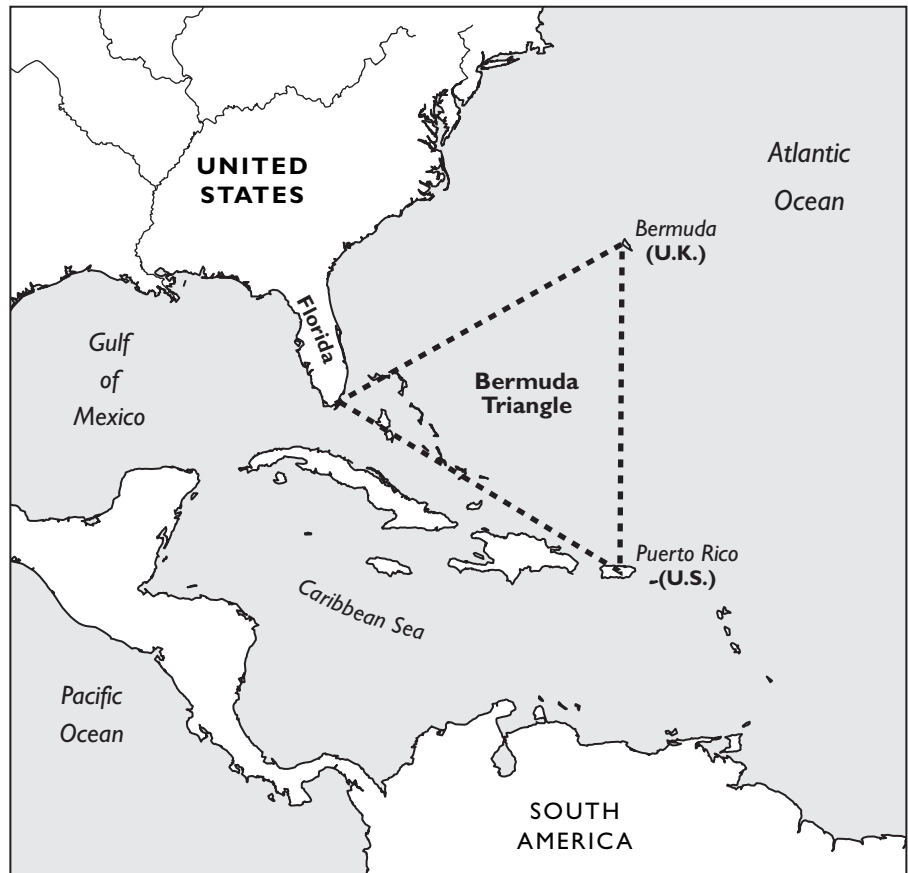 UNITED
STATES
Atlantic
Ocean
Bermuda
(U.K.)
Florida
Gulf
of
Mexico
Bermuda
Triangle
Puerto Rico
(U.S.)
Caribbean Sea
Pacific
Ocean
SOUTH
AMERICA